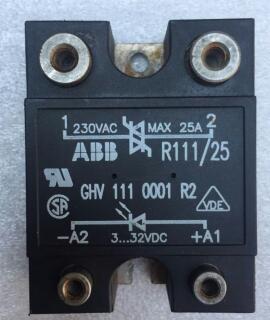 1 2
230VAC MAX 25A
ABB R111/25
GHV 111 0001 R2
VDE
-A2 3...32VDC +A1